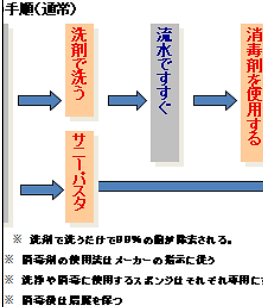 手順(通常)
洗剤で洗う
流水ですすぐ
消毒剤を使用する
サニーパスタ
※ 洗剤で洗うだけで99%の菌が除去される。
※ 消毒剤の使用法はメーカーの指示に従う
※ 洗浄や消毒に使用するスポンジはそれぞれ専用に
※ 消毒後は乾燥を保つ